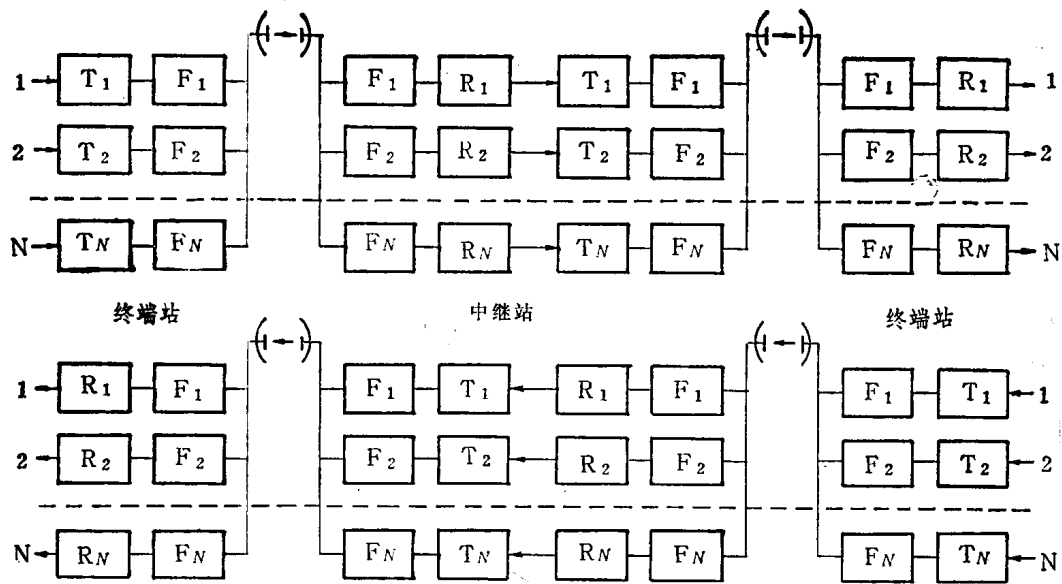 1 T1 F1 F1 R1 T1 F1 F1 R1 1
2 T2 F2 F2 R2 T2 F2 F2 R2 2
N TN FN FN RN TN FN FN RN N
终端站 中继站 终端站
1 R1 F1 F1 T1 R1 F1 F1 T1 1
2 R2 F2 F2 T2 R2 F2 F2 T2 2
N RN FN FN TN RN FN FN TN N